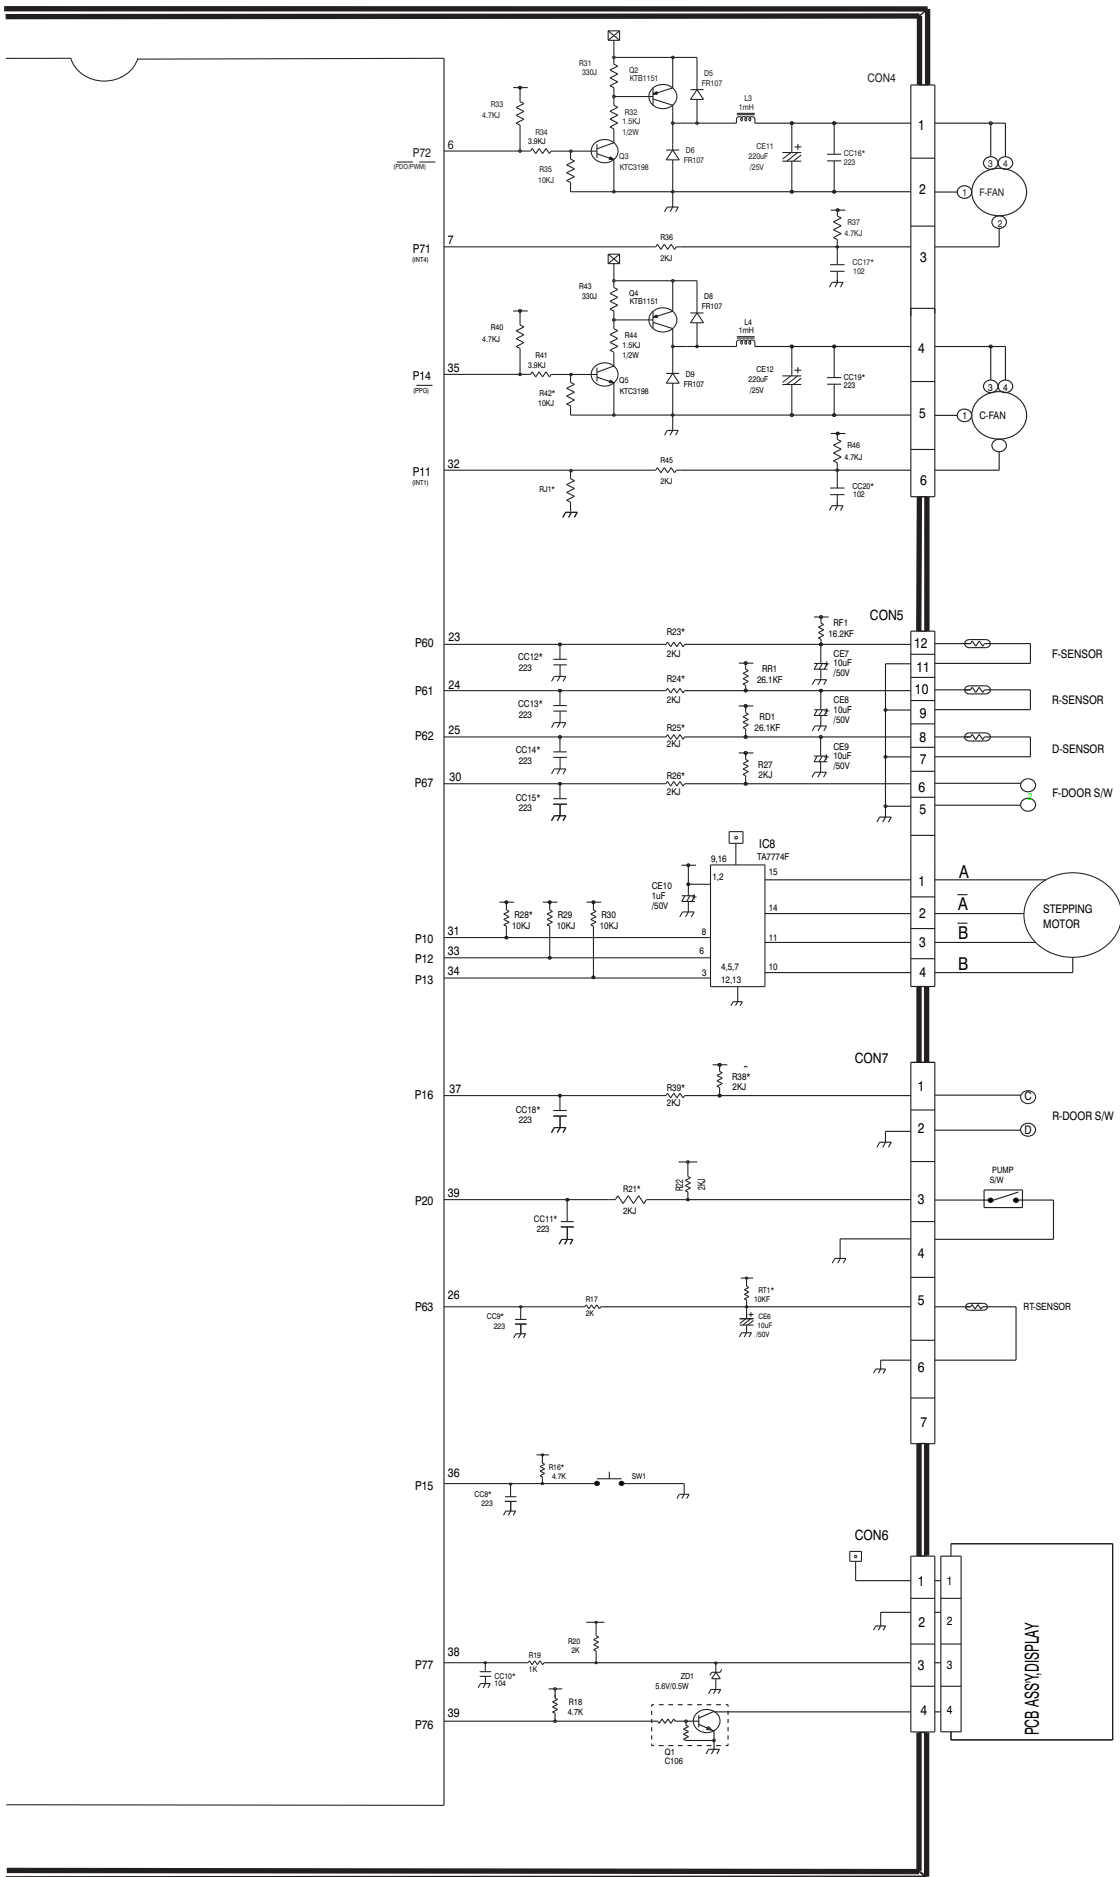 CON4
R31
330J
Q2
KTB1151
D5
FR107
R33
4.7KJ
R32
1.5KJ
1/2W
L3
1mH
1
P72
(PDO/PWM)
6
R34
3.9KJ
R35
10KJ
Q3
KTC3198
D6
FR107
CE11
220uF
/25V
+
CC16*
223
3
4
2
1
F-FAN
2
P71
(INT4)
7
R36
2KJ
R37
4.7KJ
CC17*
102
3
R43
330J
Q4
KTB1151
D8
FR107
R40
4.7KJ
R44
1.5KJ
1/2W
L4
1mH
4
P14
(PPG)
35
R41
3.9KJ
R42*
10KJ
Q5
KTC3198
D9
FR107
CE12
220uF
/25V
+
CC19*
223
3
4
5
1
C-FAN
P11
(INT1)
32
RJ1*
R45
2KJ
R46
4.7KJ
CC20*
102
6
CON5
P60
23
CC12*
223
R23*
2KJ
RF1
16.2KF
CE7
10uF
/50V
+
12
11
F-SENSOR
P61
24
CC13*
223
R24*
2KJ
RR1
26.1KF
CE8
10uF
/50V
+
10
9
R-SENSOR
P62
25
CC14*
223
R25*
2KJ
RD1
26.1KF
CE9
10uF
/50V
+
8
7
D-SENSOR
P67
30
CC15*
223
R26*
2KJ
R27
2KJ
6
5
2
F-DOOR S/W
IC8
TA7774F
9,16
1,2
CE10
1uF
/50V
+
15
1
A
14
2
A
11
3
B
10
4
B
STEPPING
MOTOR
R28*
10KJ
R29
10KJ
R30
10KJ
P10
31
8
P12
33
6
P13
34
3
4,5,7
12,13
CON7
P16
37
CC18*
223
R39*
2KJ
R38*
2KJ
1
C
2
D
R-DOOR S/W
P20
39
CC11*
223
R21*
2KJ
R22
2KJ
3
PUMP
S/W
4
P63
26
CC9*
223
R17
2K
RT1*
10KF
CE6
10uF
/50V
+
5
RT-SENSOR
6
7
P15
36
CC8*
223
R16*
4.7K
SW1
CON6
1
1
2
2
P77
38
CC10*
104
R19
1K
R20
2K
ZD1
5.6V/0.5W
3
3
P76
39
R18
4.7K
Q1
C106
4
4
PCB ASS'Y,DISPLAY